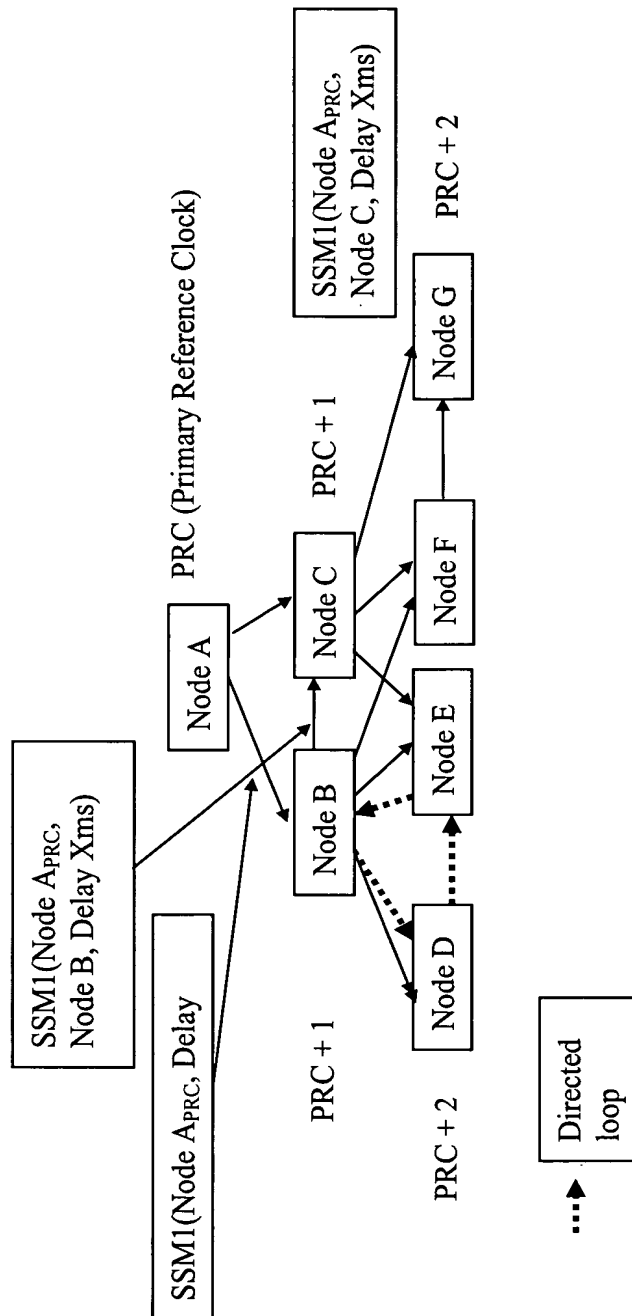 SSM1(Node APRC,
Node B, Delay Xms)
SSM1(Node APRC, Delay
PRC (Primary Reference Clock)
Node A
SSM1(Node APRC,
Node C, Delay Xms)
PRC + 1
Node B
Node C
PRC + 1
PRC + 2
Node D
Node E
Node F
Node G
PRC + 2
Directed
loop